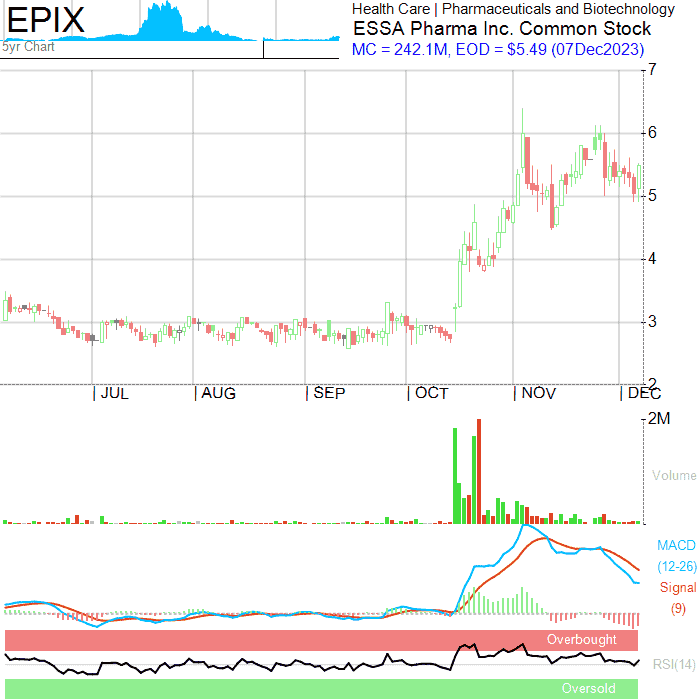 EPIX
5yr Chart
Health Care | Pharmaceuticals and Biotechnology
ESSA Pharma Inc. Common Stock
MC = 242.1M, EOD = $5.49 (07Dec2023)
7
6
5
4
3
2
JUL AUG SEP OCT NOV DEC
2M
Volume
MACD
(12-26)
Signal
(9)
Overbought
RSI(14)
Oversold